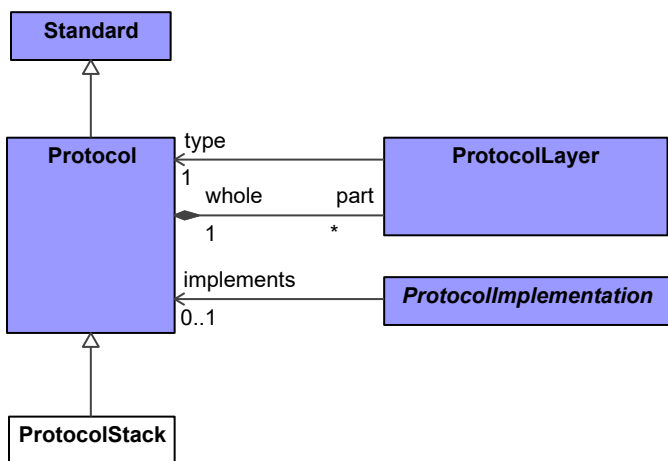 Standard
Protocol
type
ProtocolLayer
1
whole
part
1
*
implements
ProtocolImplementation
0..1
ProtocolStack